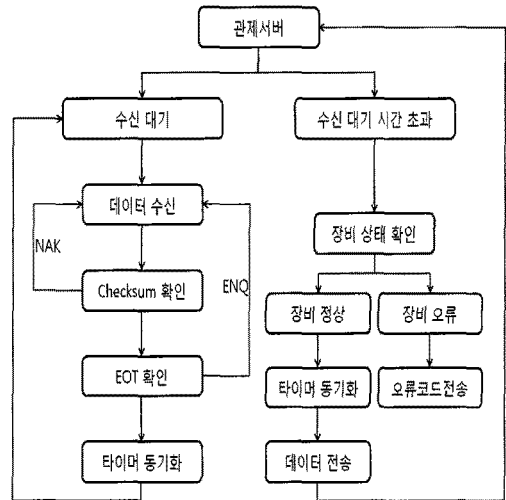 관제서버
수신 대기
수신 대기 시간 초과
데이터 수신
NAK
장비 상태 확인
ENQ
Checksum 확인
장비 정상
장비 오류
EOT 확인
타이머 동기화
오류코드전송
타이머 동기화
데이터 전송